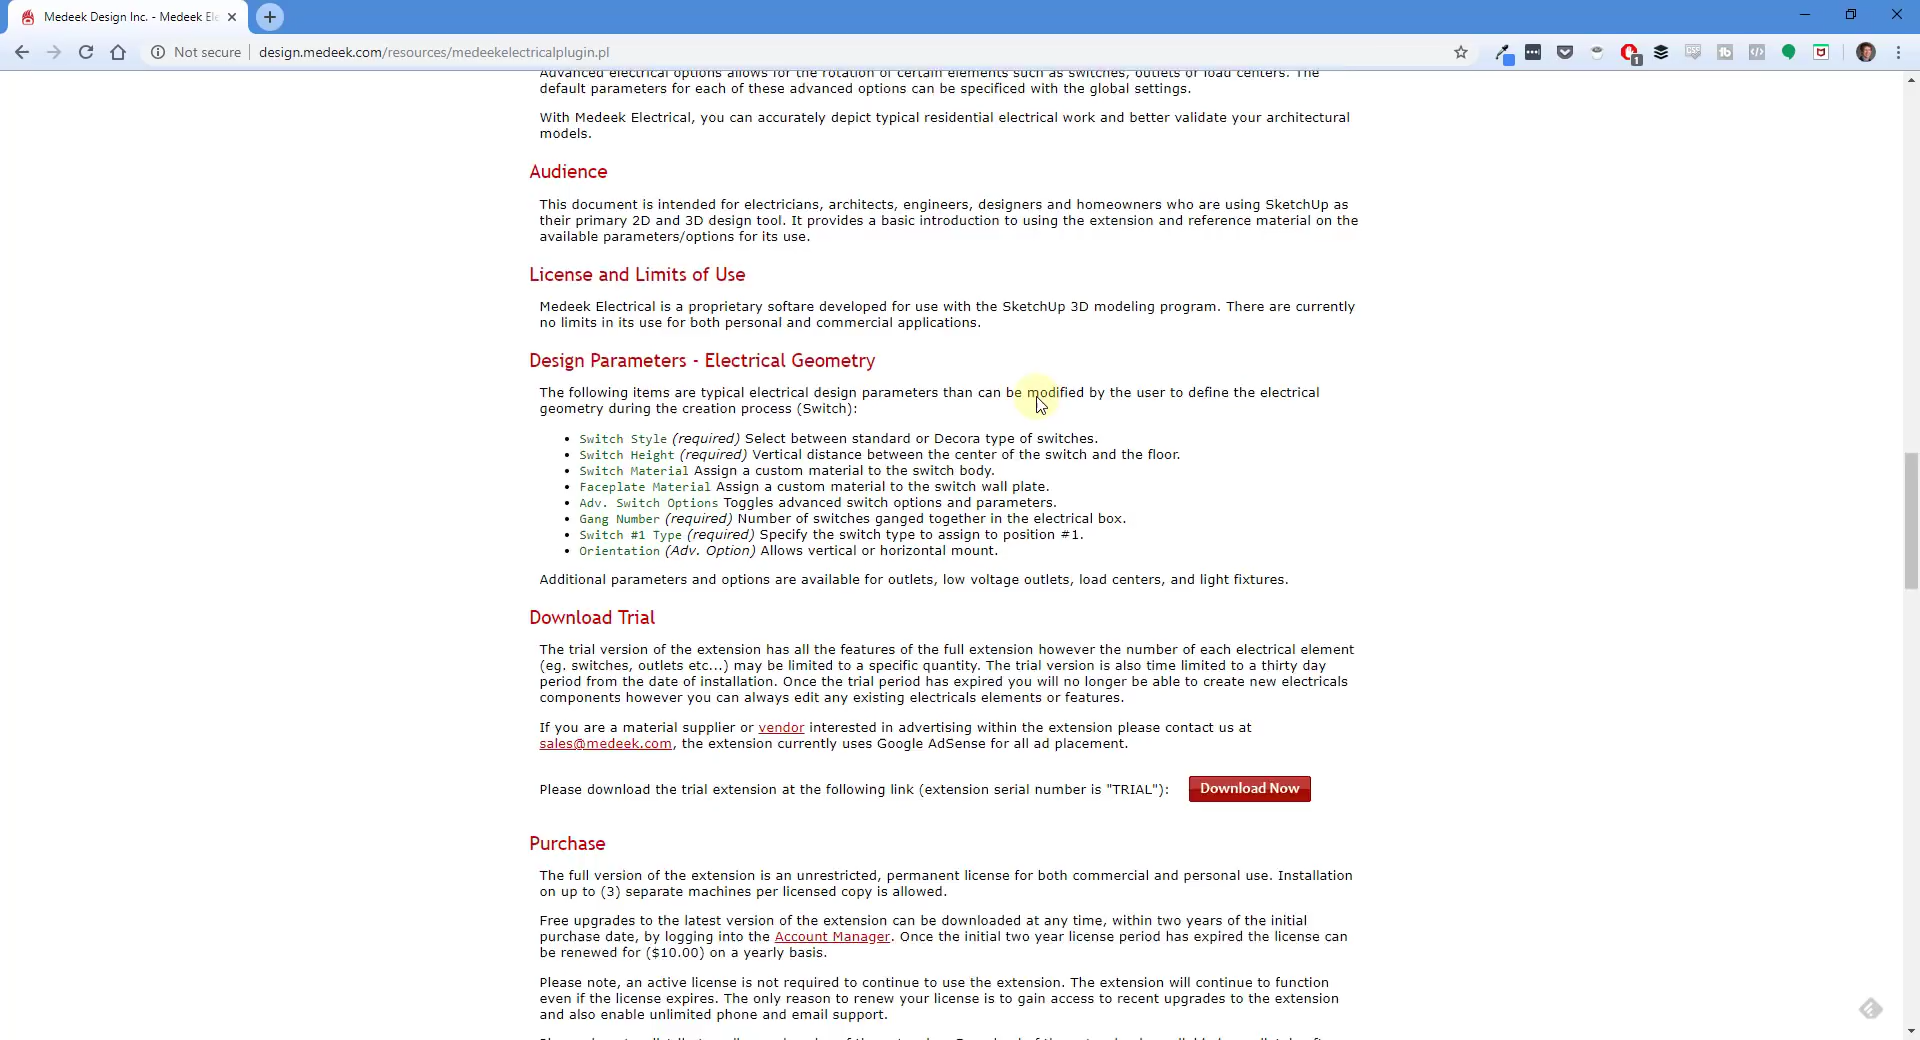 Medeek Design Inc. - Medeek Ele
Not secure
design.medeek.com/resources/medeekelectricalplugin.pl
1
Advanced electrical options allows for the rotation of certain elements such as switches, outlets or load centers. The
default parameters for each of these advanced options can be specificed with the global settings.
With Medeek Electrical, you can accurately depict typical residential electrical work and better validate your architectural
models.
Audience
This document is intended for electricians, architects, engineers, designers and homeowners who are using SketchUp as
their primary 2D and 3D design tool. It provides a basic introduction to using the extension and reference material on the
available parameters/options for its use.
License and Limits of Use
Medeek Electrical is a proprietary softare developed for use with the SketchUp 3D modeling program. There are currently
no limits in its use for both personal and commercial applications.
Design Parameters - Electrical Geometry
The following items are typical electrical design parameters than can be modified by the user to define the electrical
geometry during the creation process (Switch):
• Switch Style (required) Select between standard or Decora type of switches.
• Switch Height (required) Vertical distance between the center of the switch and the floor.
• Switch Material Assign a custom material to the switch body.
• Faceplate Material Assign a custom material to the switch wall plate.
• Adv. Switch Options Toggles advanced switch options and parameters.
• Gang Number (required) Number of switches ganged together in the electrical box.
• Switch #1 Type (required) Specify the switch type to assign to position #1.
• Orientation (Adv. Option) Allows vertical or horizontal mount.
Additional parameters and options are available for outlets, low voltage outlets, load centers, and light fixtures.
Download Trial
The trial version of the extension has all the features of the full extension however the number of each electrical element
(eg. switches, outlets etc...) may be limited to a specific quantity. The trial version is also time limited to a thirty day
period from the date of installation. Once the trial period has expired you will no longer be able to create new electricals
components however you can always edit any existing electricals elements or features.
If you are a material supplier or vendor interested in advertising within the extension please contact us at
sales@medeek.com, the extension currently uses Google AdSense for all ad placement.
Please download the trial extension at the following link (extension serial number is "TRIAL"): Download Now
Purchase
The full version of the extension is an unrestricted, permanent license for both commercial and personal use. Installation
on up to (3) separate machines per licensed copy is allowed.
Free upgrades to the latest version of the extension can be downloaded at any time, within two years of the initial
purchase date, by logging into the Account Manager. Once the initial two year license period has expired the license can
be renewed for ($10.00) on a yearly basis.
Please note, an active license is not required to continue to use the extension. The extension will continue to function
even if the license expires. The only reason to renew your license is to gain access to recent upgrades to the extension
and also enable unlimited phone and email support.